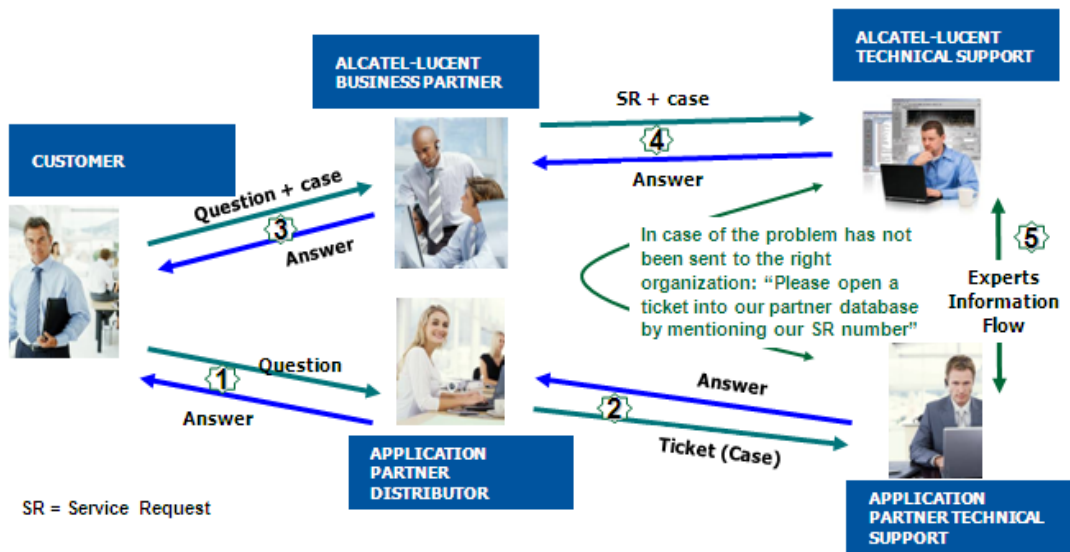 ALCATEL-LUCENT
BUSINESS PARTNER
ALCATEL-LUCENT
TECHNICAL SUPPORT
CUSTOMER
SR + case
4
Answer
Question + case
3
Answer
In case of the problem has not
been sent to the right
organization: “Please open a
ticket into our partner database
by mentioning our SR number”
5
Experts
Information
Flow
Question
1
Answer
Answer
2
Ticket (Case)
APPLICATION
PARTNER
DISTRIBUTOR
APPLICATION
PARTNER TECHNICAL
SUPPORT
SR = Service Request